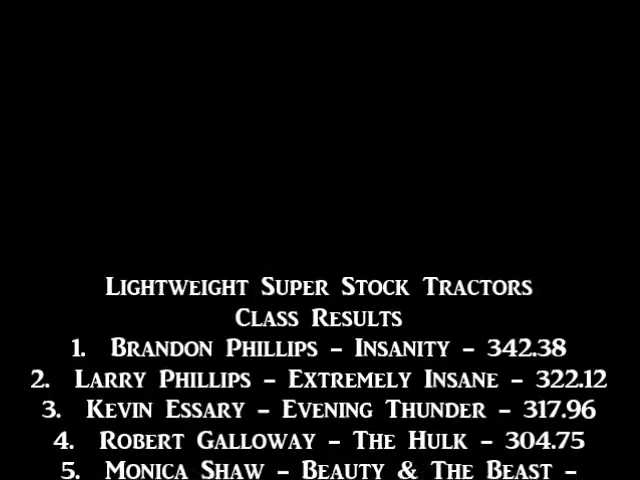 Lightweight Super Stock Tractors
Class Results
1. Brandon Phillips - Insanity - 342.38
2. Larry Phillips - Extremely Insane - 322.12
3. Kevin Essary - Evening Thunder - 317.96
4. Robert Galloway - The Hulk - 304.75
5. Monica Shaw - Beauty & The Beast -